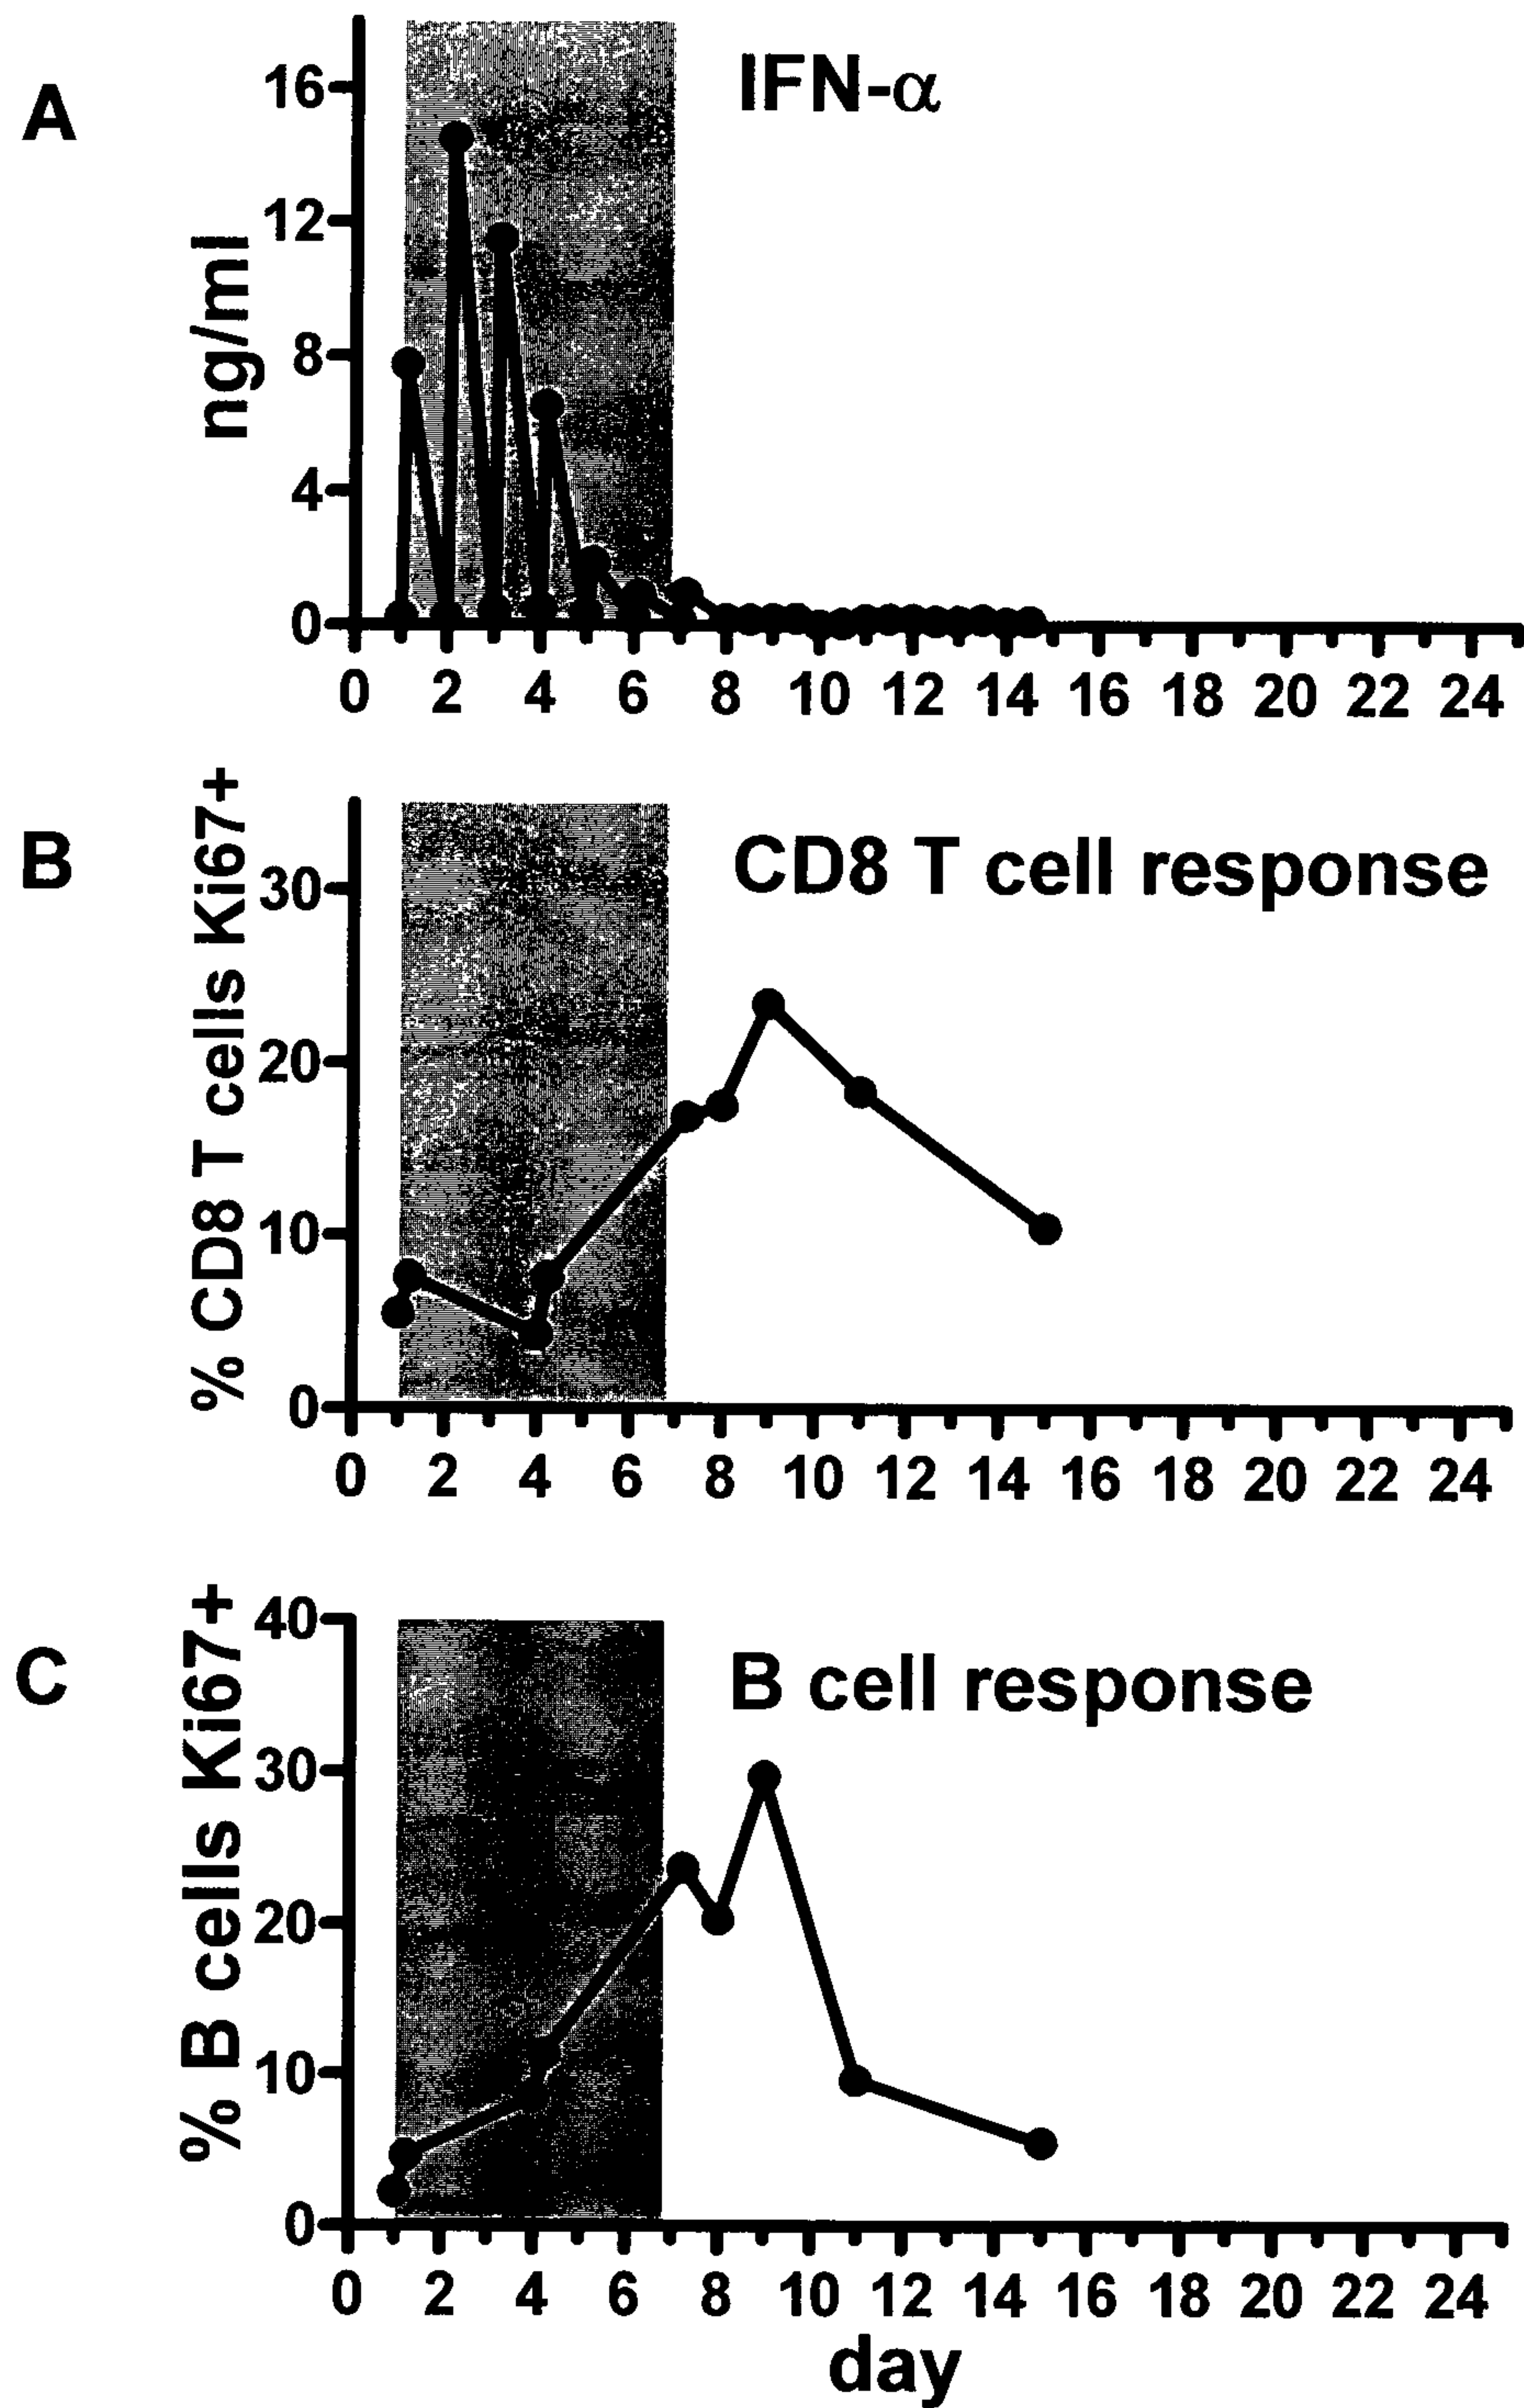 A
IFN-α
ng/ml
16
12
8
4
0
0 2 4 6 8 10 12 14 16 18 20 22 24
B
CD8 T cell response
% CD8 T cells Ki67+
30
20
10
0
0 2 4 6 8 10 12 14 16 18 20 22 24
C
B cell response
% B cells Ki67+
40
30
20
10
0
0 2 4 6 8 10 12 14 16 18 20 22 24
day